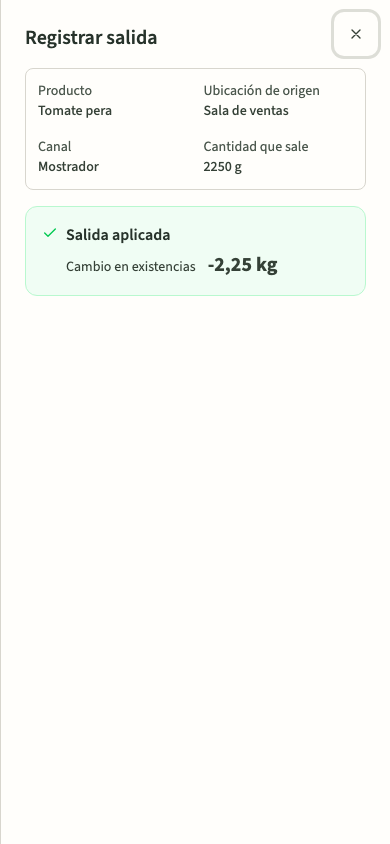 Registrar salida
Producto
Tomate pera
Ubicación de origen
Sala de ventas
Canal
Mostrador
Cantidad que sale
2250 g
Salida aplicada
Cambio en existencias -2,25 kg